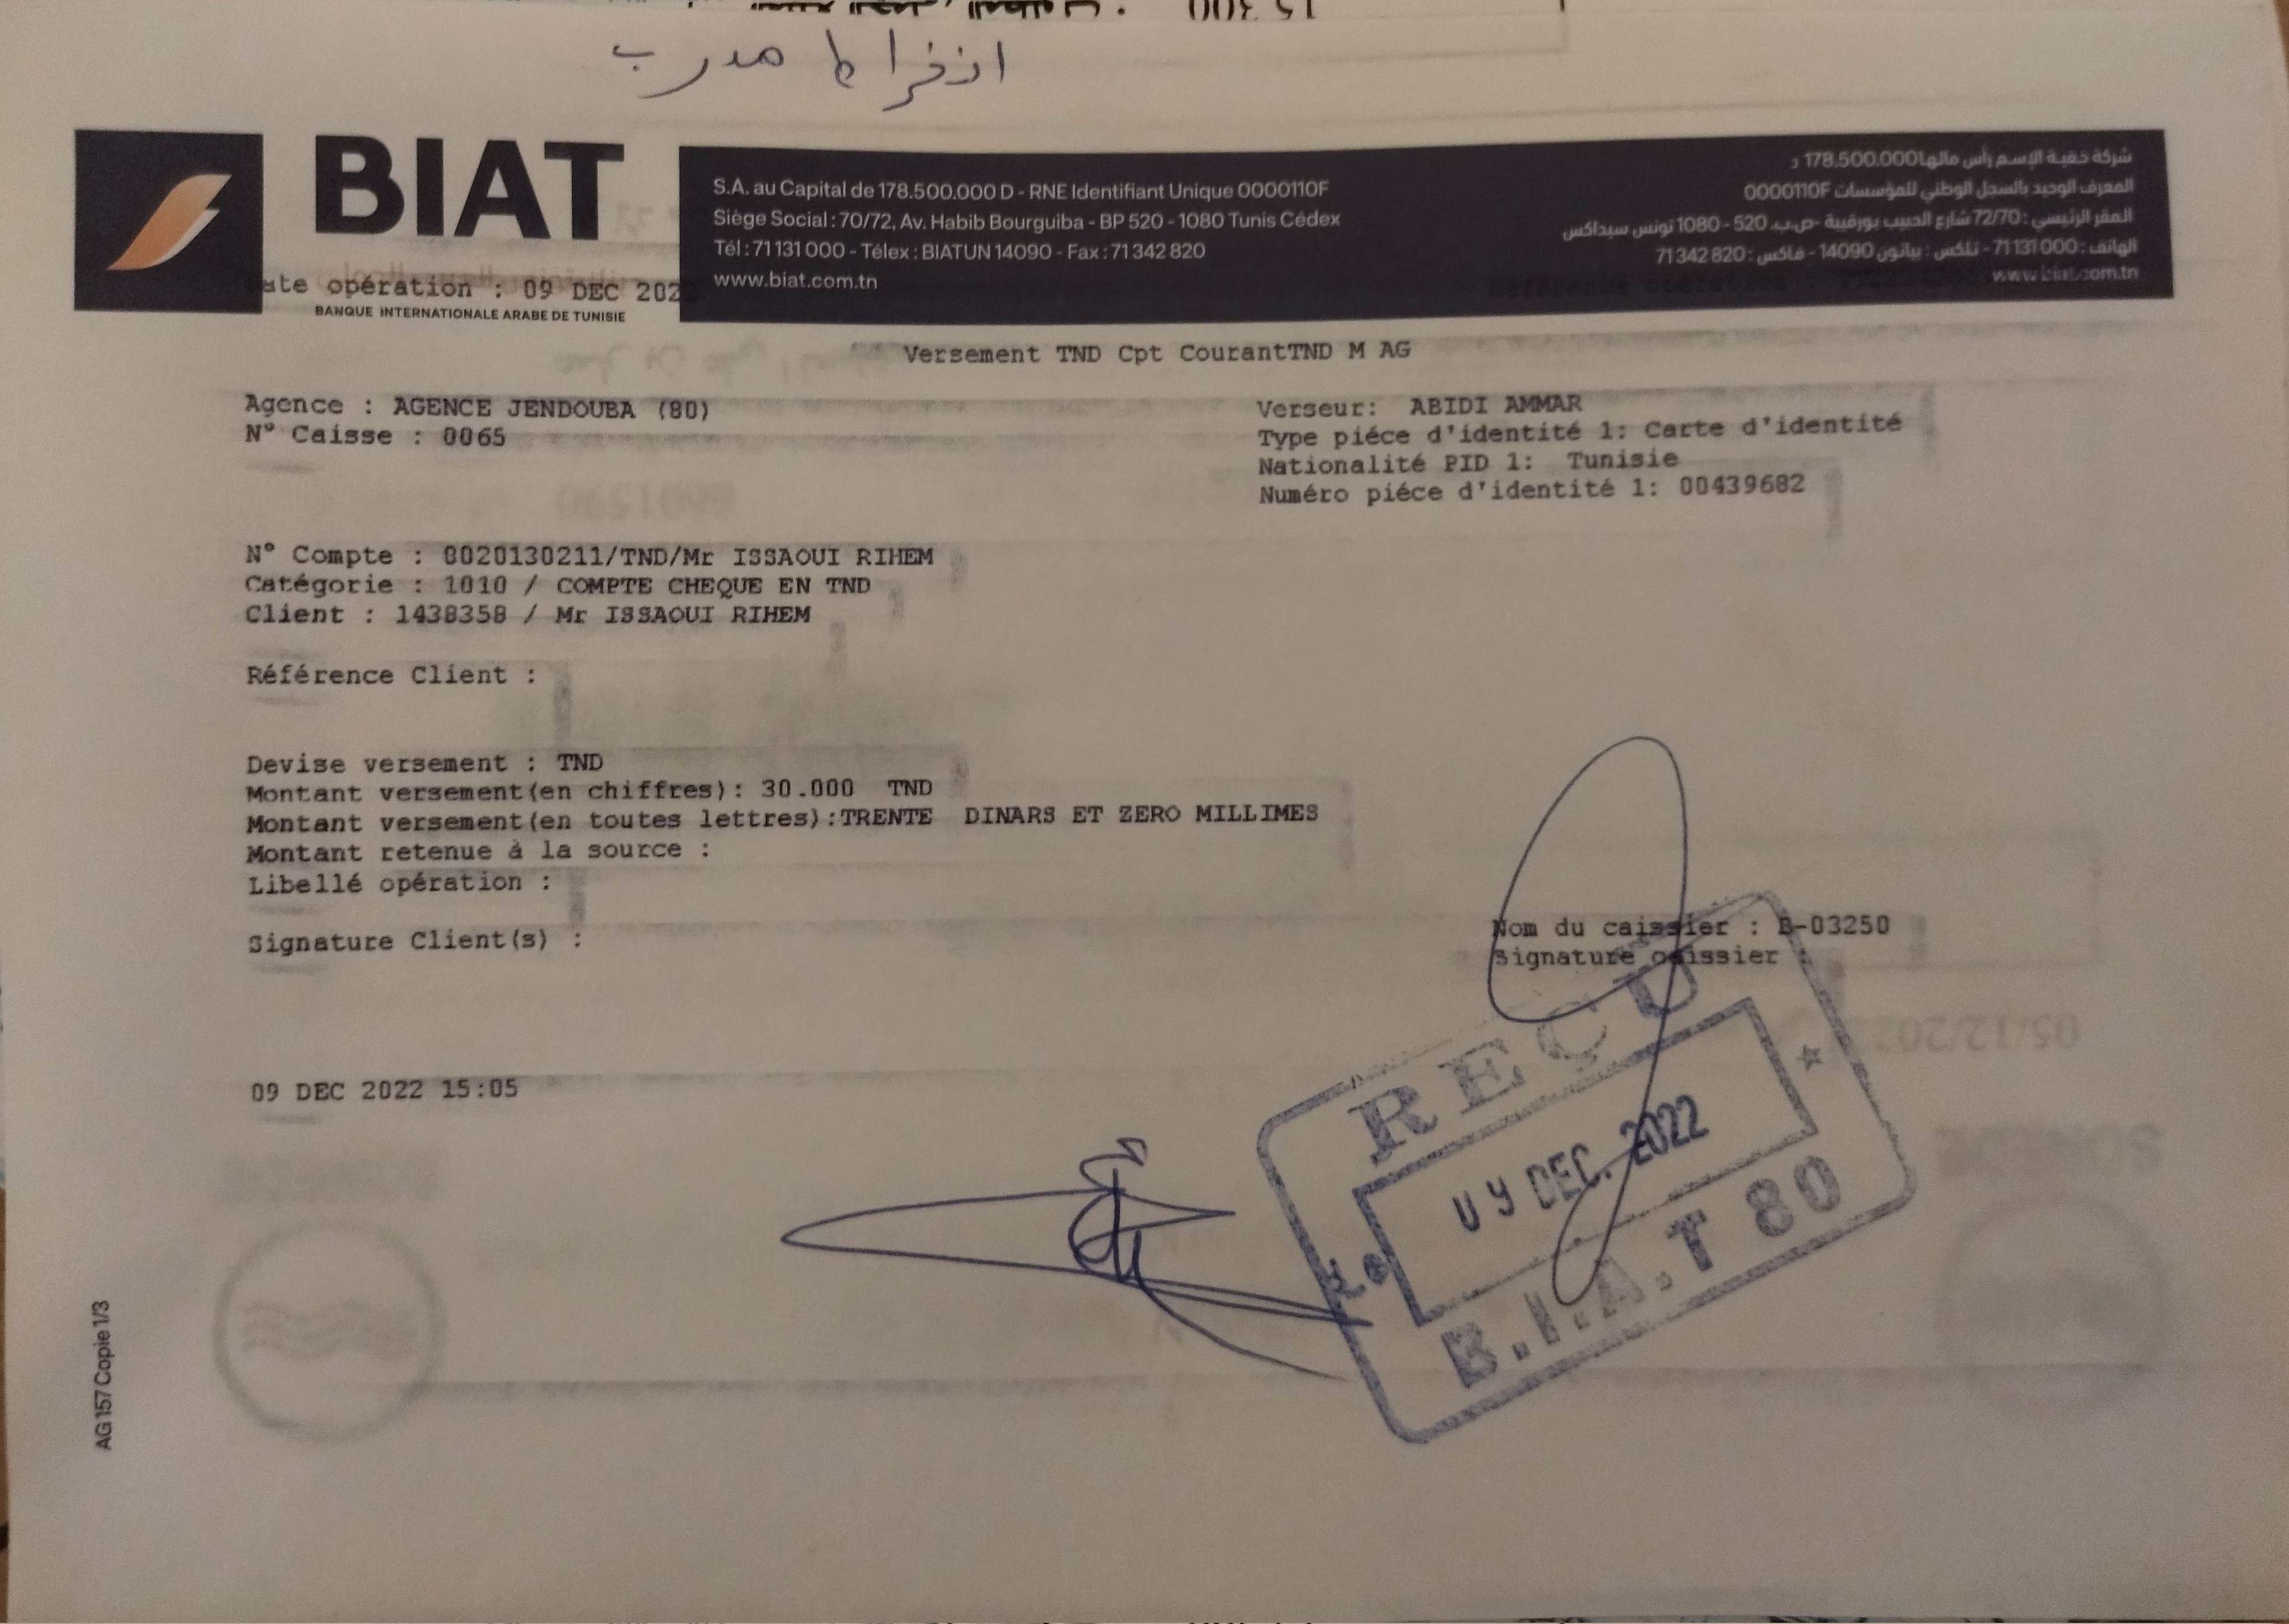 انخراط مدرب
BIAT
BANQUE INTERNATIONALE ARABE DE TUNISIE
S.A. au Capital de 178.500.000 D - RNE Identifiant Unique 0000110F
Siège Social : 70/72, Av. Habib Bourguiba - BP 520 - 1080 Tunis Cédex
Tél : 71 131 000 - Télex : BIATUN 14090 - Fax : 71 342 820
www.biat.com.tn
شركة خفية الإسم رأس مالها 178.500.000 د
المعرف الوحيد بالسجل الوطني للمؤسسات 0000110F
المقر الرئيسي : 72/70 شارع الحبيب بورقيبة -ص.ب. 520 - 1080 تونس سيداكس
الهاتف : 71131 000 - تلكس : بياتون 14090 - فاكس : 71 342 820
www.biat.com.tn
Date opération : 09 DEC 2022
Versement TND Cpt CourantTND M AG
Agence : AGENCE JENDOUBA (80)
N° Caisse : 0065
Verseur: ABIDI AMMAR
Type piéce d'identité 1: Carte d'identité
Nationalité PID 1: Tunisie
Numéro piéce d'identité 1: 00439682
N° Compte : 0020130211/TND/Mr ISSAOUI RIHEM
Catégorie : 1010 / COMPTE CHEQUE EN TND
Client : 1438358 / Mr ISSAOUI RIHEM
Référence Client :
Devise versement : TND
Montant versement(en chiffres): 30.000 TND
Montant versement(en toutes lettres):TRENTE DINARS ET ZERO MILLIMES
Montant retenue à la source :
Libellé opération :
Signature Client(s) :
Nom du caissier : B-03250
Signature caissier :
09 DEC 2022 15:05
RECU
09 DEC. 2022
B.I.A.T 80
AG 157 Copie 1/3